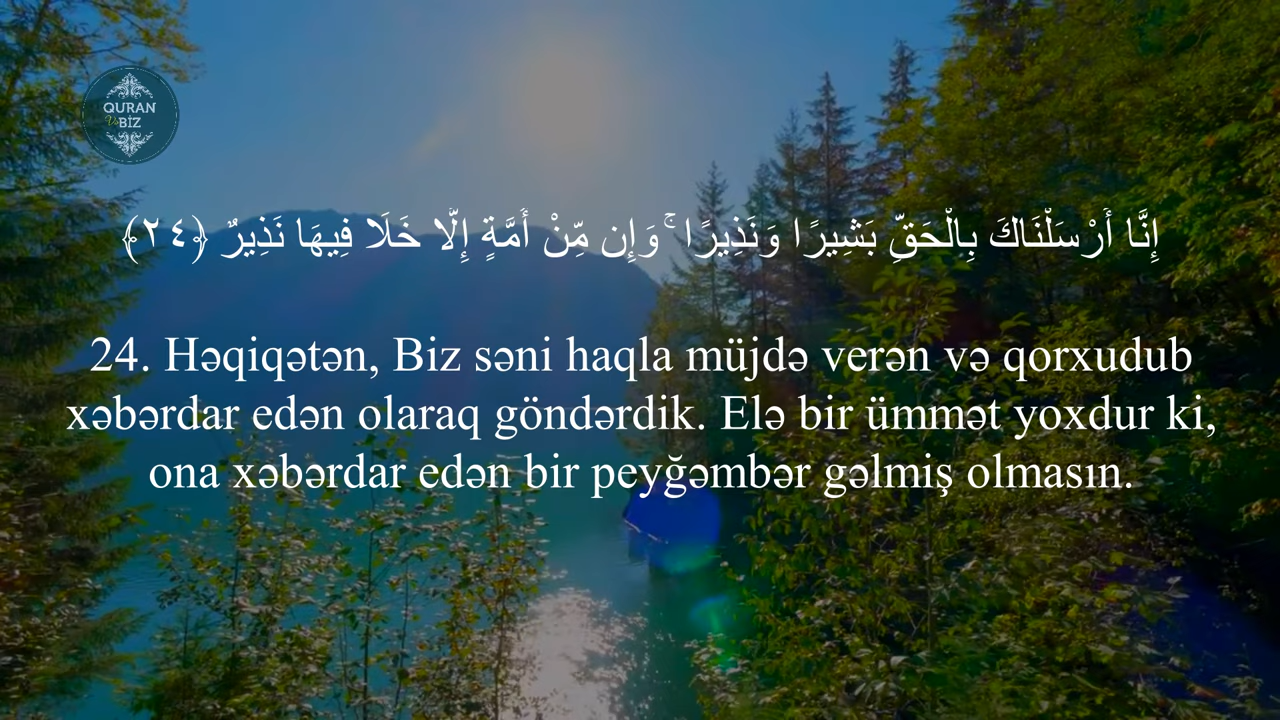 QURAN
Və BİZ
إِنَّا أَرْسَلْنَاكَ بِالْحَقِّ بَشِيرًا وَنَذِيرًا ۚ وَإِن مِّنْ أُمَّةٍ إِلَّا خَلَا فِيهَا نَذِيرٌ ﴿٢٤﴾
24. Həqiqətən, Biz səni haqla müjdə verən və qorxudub
xəbərdar edən olaraq göndərdik. Elə bir ümmət yoxdur ki,
ona xəbərdar edən bir peyğəmbər gəlmiş olmasın.